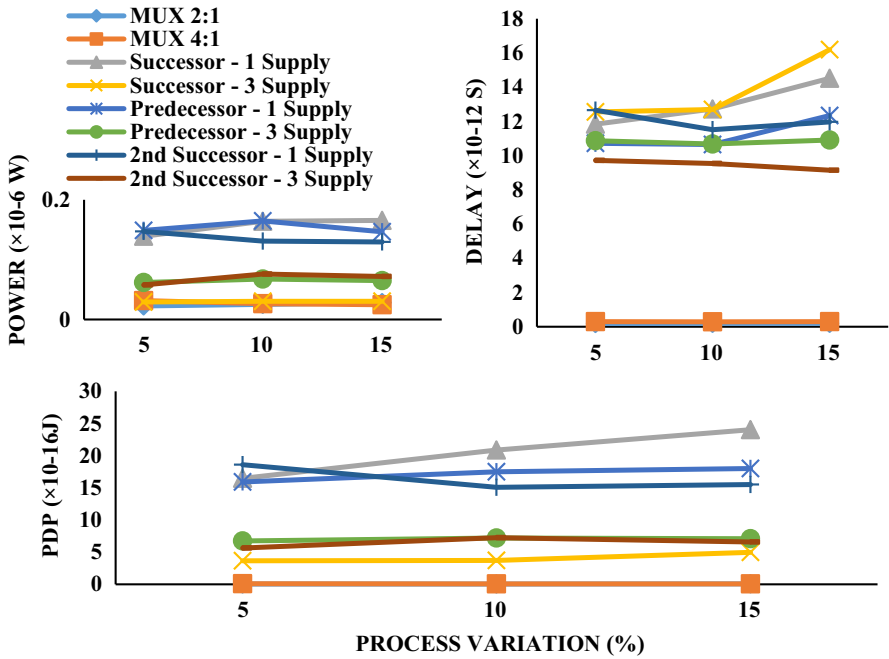 MUX 2:1
MUX 4:1
Successor - 1 Supply
Successor - 3 Supply
Predecessor - 1 Supply
Predecessor - 3 Supply
2nd Successor - 1 Supply
2nd Successor - 3 Supply
POWER (×10-6 W)
0.2
0
5 10 15
DELAY (×10-12 S)
18
16
14
12
10
8
6
4
2
0
5 10 15
PDP (×10-16J)
30
25
20
15
10
5
0
5 10 15
PROCESS VARIATION (%)